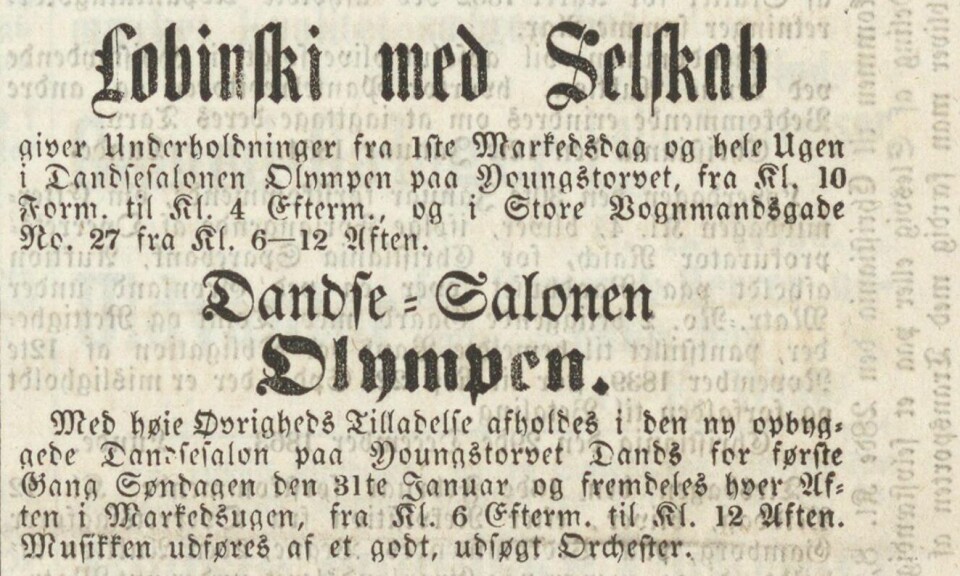 Lobinski med Selskab
giver Underholdninger fra 1ste Markedsdag og hele Ugen
i Dandsesalonen Olympen paa Youngstorvet, fra Kl. 10
Form. til Kl. 4 Efterm., og i Store Vognmandsgade
No. 27 fra Kl. 6—12 Aften.
Dandse-Salonen
Olympen.
Med høie Øvrigheds Tilladelse afholdes i den ny opbyg-
gede Dandsesalon paa Youngstorvet Dands for første
Gang Søndagen den 31te Januar og fremdeles hver Af-
ten i Markedsugen, fra Kl. 6 Efterm. til Kl. 12 Aften.
Musikken udføres af et godt, udsøgt Orchester.